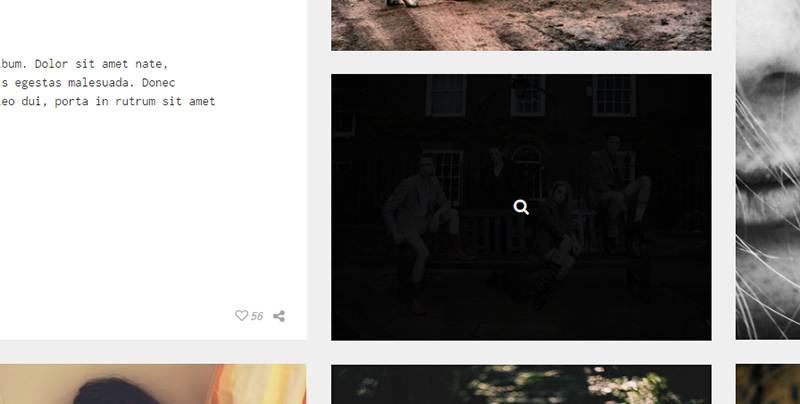 bum. Dolor sit amet nate,
s egestas malesuada. Donec
eo dui, porta in rutrum sit amet
56